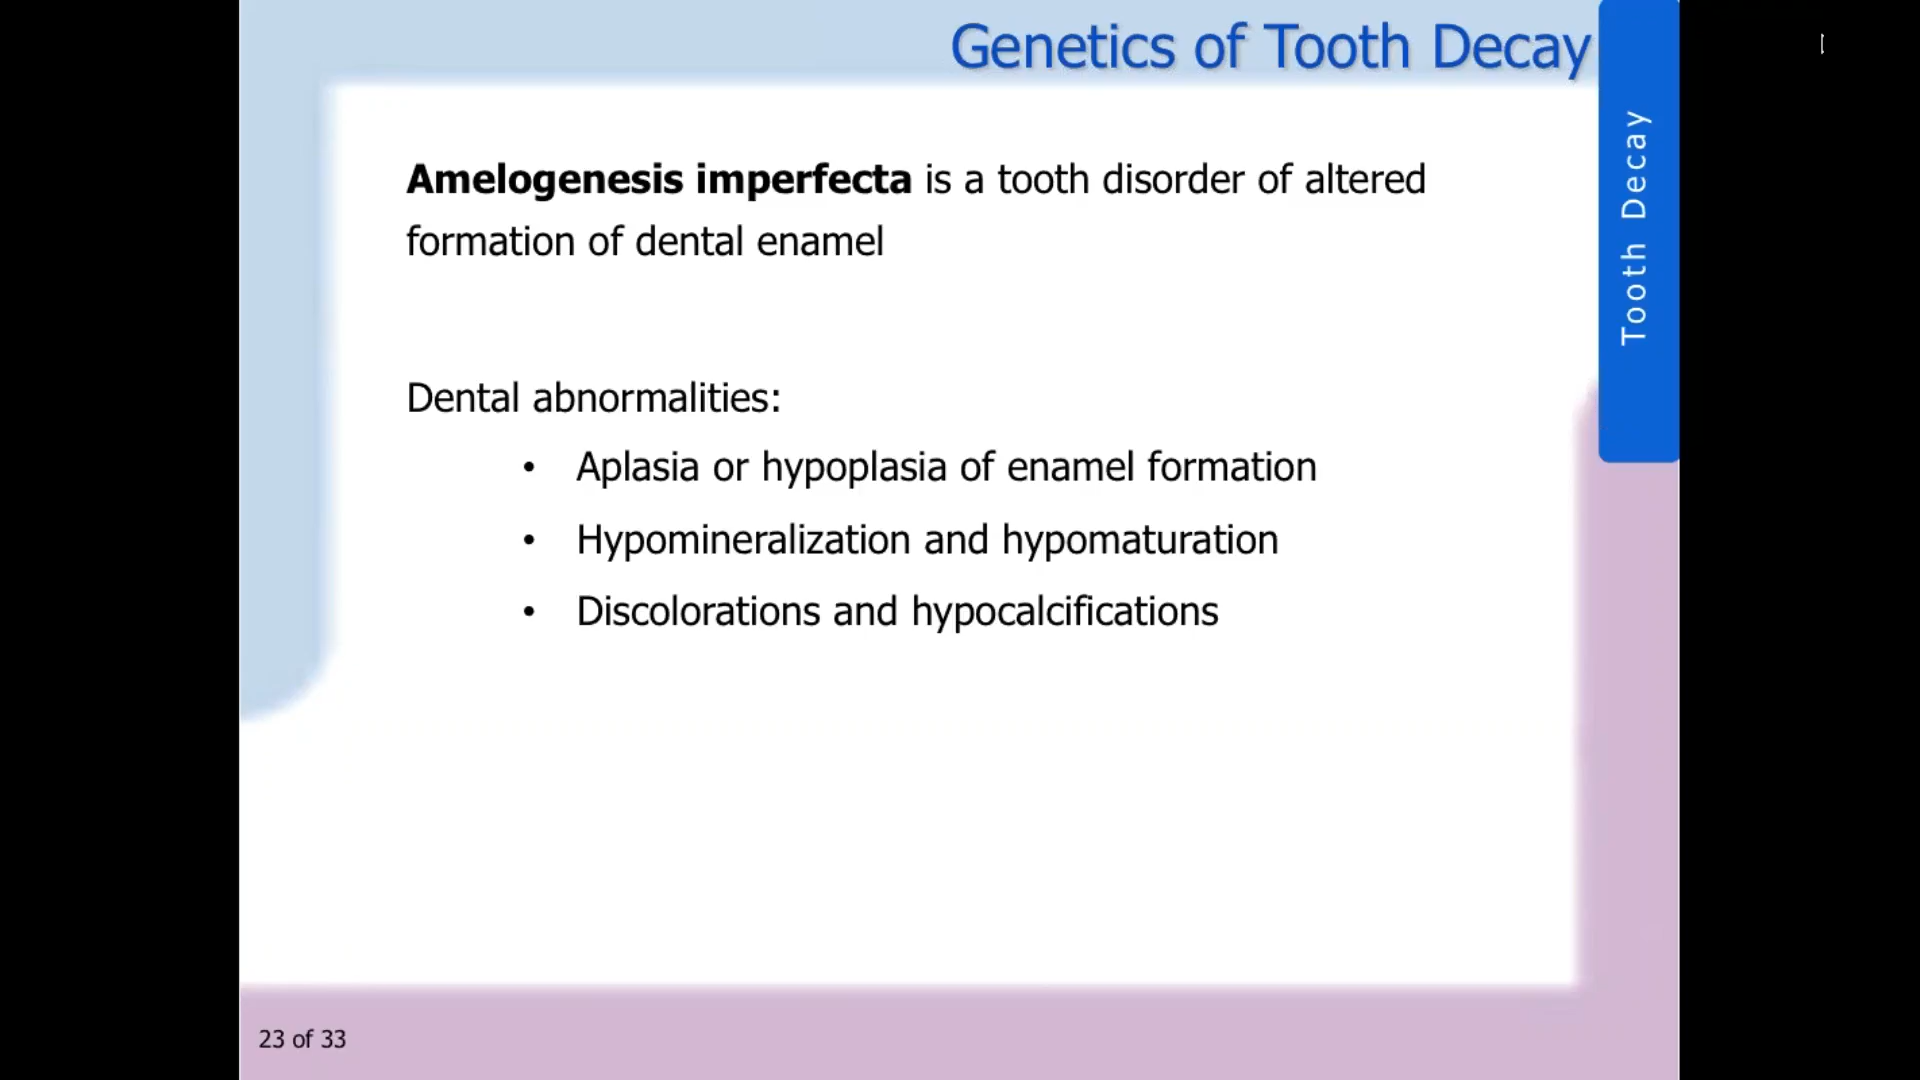 Genetics of Tooth Decay
Tooth Decay
Amelogenesis imperfecta is a tooth disorder of altered
formation of dental enamel
Dental abnormalities:
• Aplasia or hypoplasia of enamel formation
• Hypomineralization and hypomaturation
• Discolorations and hypocalcifications
23 of 33